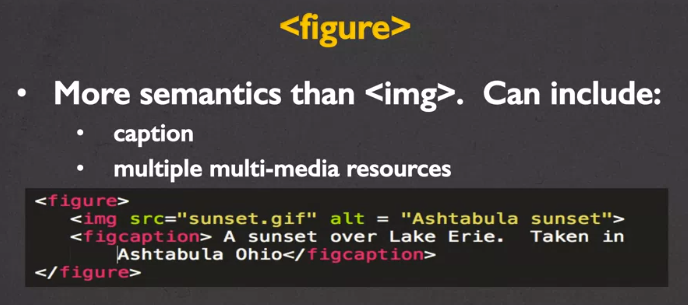 <figure>
• More semantics than <img>. Can include:
• caption
• multiple multi-media resources
<figure>
<img src="sunset.gif" alt = "Ashtabula sunset">
<figcaption> A sunset over Lake Erie. Taken in
Ashtabula Ohio</figcaption>
</figure>